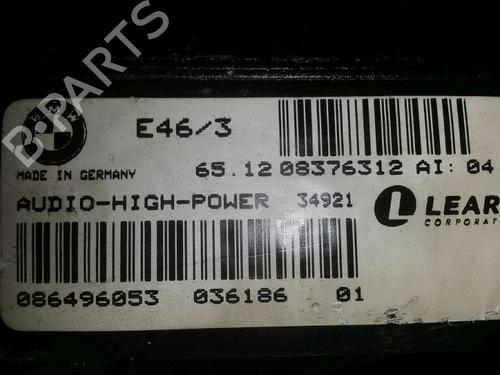 B-PARTS
BMW
E46/3
MADE IN GERMANY
65.12 08376312 AI: 04
AUDIO-HIGH-POWER 34921
LEAR
CORPORAT
086496053 036186 01